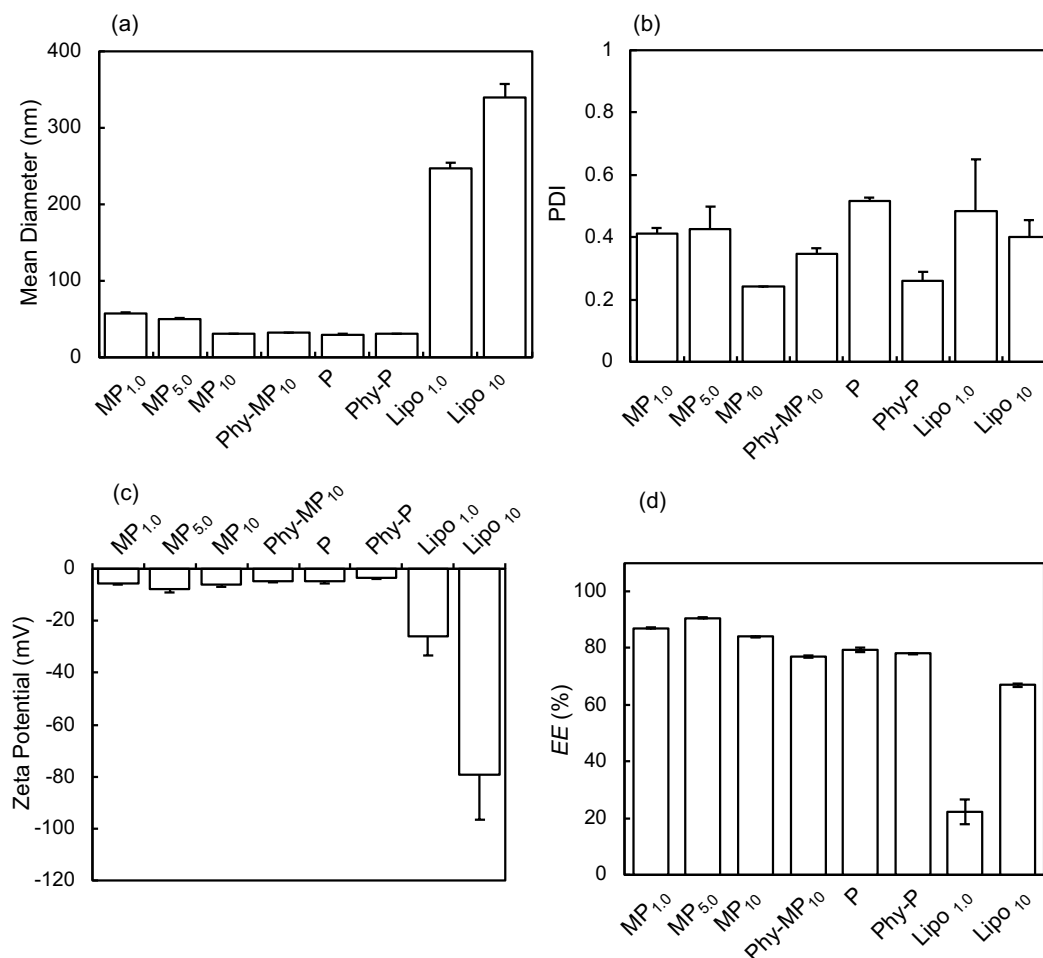 (a)
Mean Diameter (nm)
400
300
200
100
0
MP1.0
MP5.0
MP10
Phy-MP10
P
Phy-P
Lipo 1.0
Lipo 10
(b)
PDI
1
0.8
0.6
0.4
0.2
0
MP1.0
MP5.0
MP10
Phy-MP10
P
Phy-P
Lipo 1.0
Lipo 10
(c)
MP1.0
MP5.0
MP10
Phy-MP10
P
Phy-P
Lipo 1.0
Lipo 10
Zeta Potential (mV)
0
-20
-40
-60
-80
-100
-120
(d)
EE (%)
100
80
60
40
20
0
MP1.0
MP5.0
MP10
Phy-MP10
P
Phy-P
Lipo 1.0
Lipo 10